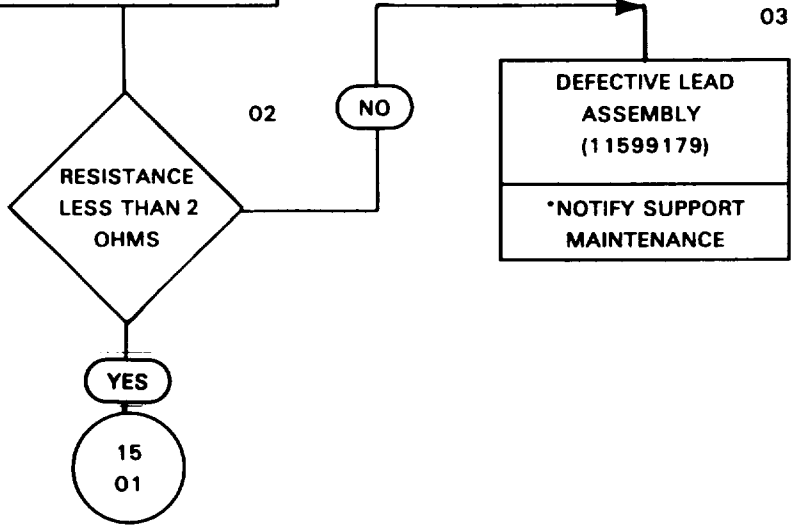 03
DEFECTIVE LEAD
ASSEMBLY
(11599179)
*NOTIFY SUPPORT
MAINTENANCE
02
NO
RESISTANCE
LESS THAN 2
OHMS
YES
15
01